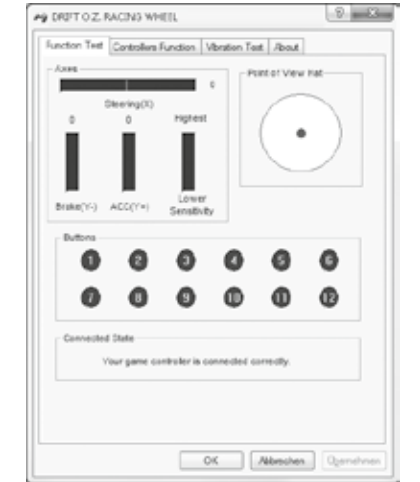 DRIFT O.Z. RACING WHEEL
Function Test Controllers Function Vibration Test About
Axes
0
Steering(X)
0 0 Highest
Brake(Y-) ACC(Y+) Lower
Sensitivity
Point of View Hat
Buttons
1 2 3 4 5 6
7 8 9 10 11 12
Connected State
Your game controller is connected correctly.
OK Abbrechen Übernehmen